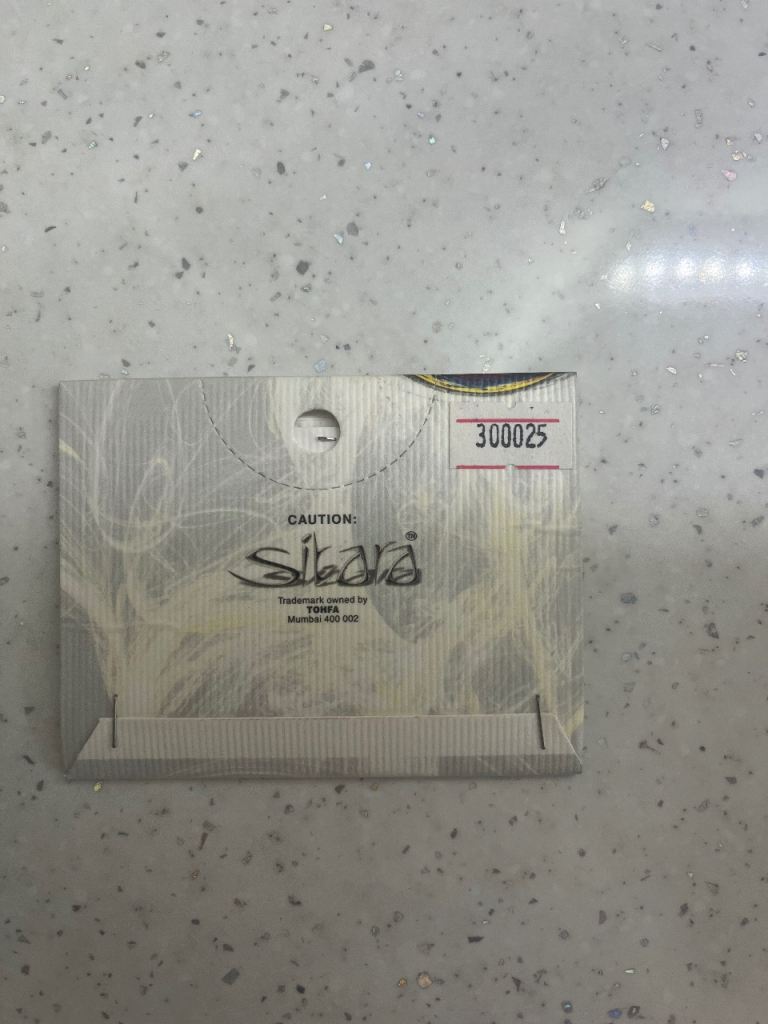 300025
CAUTION:
sitara
Trademark owned by
TOHFA
Mumbai 400 002